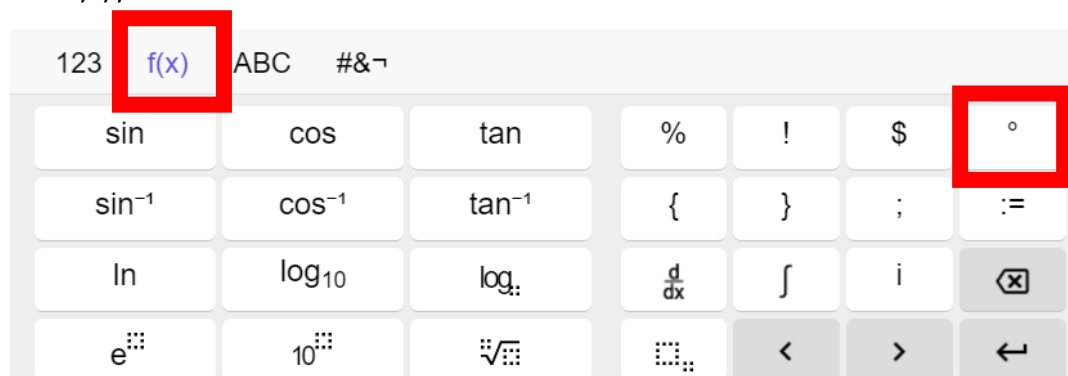 123 f(x) ABC #&¬
sin cos tan % ! $ °
sin⁻¹ cos⁻¹ tan⁻¹ { } ; :=
ln log₁₀ log d/dx ∫ i
e 10 √ < >